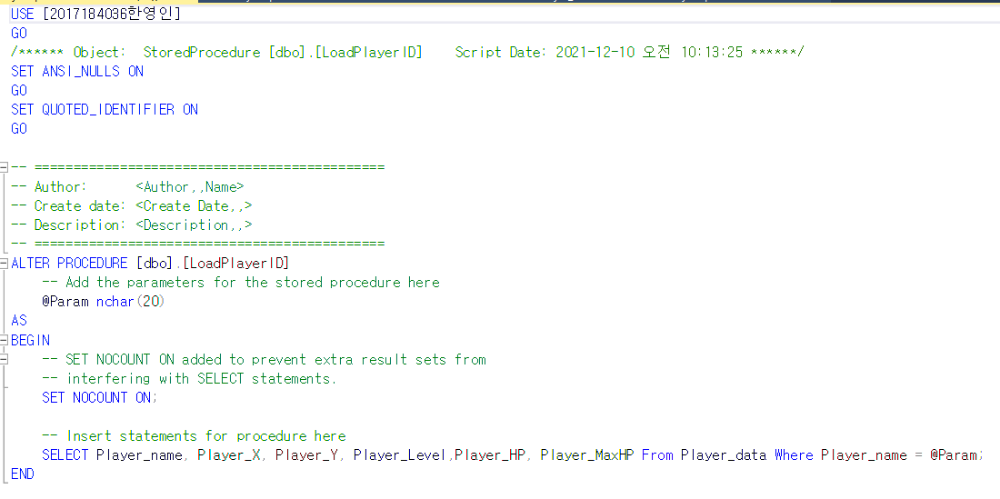 USE [2017184036한영인]
GO
/****** Object:  StoredProcedure [dbo].[LoadPlayerID]    Script Date: 2021-12-10 오전 10:13:25 ******/
SET ANSI_NULLS ON
GO
SET QUOTED_IDENTIFIER ON
GO
-- =============================================
-- Author:      <Author,,Name>
-- Create date: <Create Date,,>
-- Description: <Description,,>
-- =============================================
ALTER PROCEDURE [dbo].[LoadPlayerID]
    -- Add the parameters for the stored procedure here
    @Param nchar(20)
AS
BEGIN
    -- SET NOCOUNT ON added to prevent extra result sets from
    -- interfering with SELECT statements.
    SET NOCOUNT ON;
    -- Insert statements for procedure here
    SELECT Player_name, Player_X, Player_Y, Player_Level,Player_HP, Player_MaxHP From Player_data Where Player_name = @Param;
END